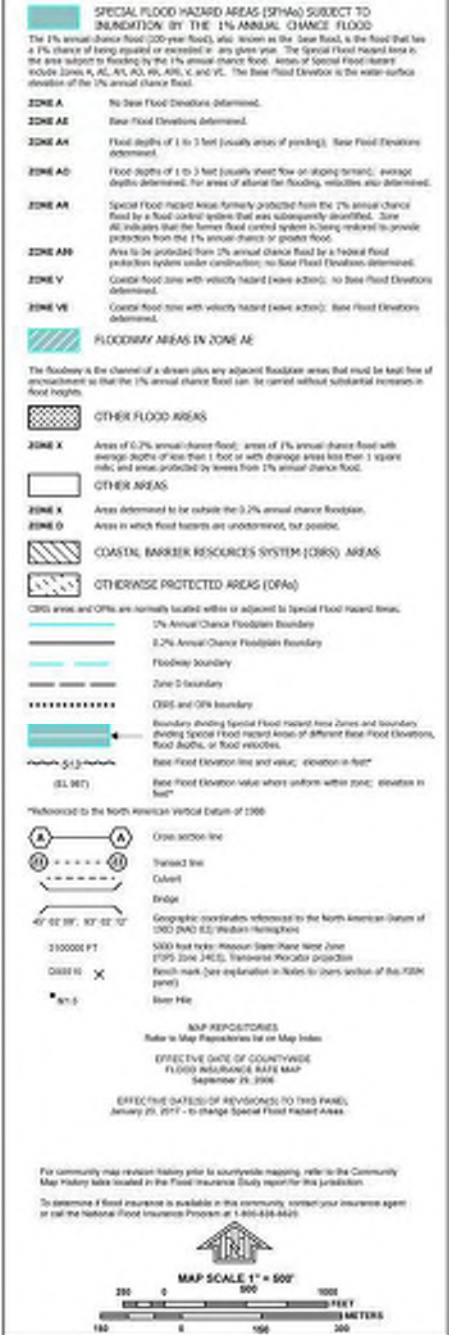 SPECIAL FLOOD HAZARD AREAS (SFHAs) SUBJECT TO
INUNDATION BY THE 1% ANNUAL CHANCE FLOOD
The 1% annual chance flood (100-year flood), also known as the base flood, is the flood that has
a 1% chance of being equaled or exceeded in any given year. The Special Flood Hazard Area is
the area subject to flooding by the 1% annual chance flood. Areas of Special Flood Hazard
include Zones A, AE, AH, AO, AR, A99, V, and VE. The Base Flood Elevation is the water-surface
elevation of the 1% annual chance flood.
ZONE A No Base Flood Elevations determined.
ZONE AE Base Flood Elevations determined.
ZONE AH Flood depths of 1 to 3 feet (usually areas of ponding); Base Flood Elevations
determined.
ZONE AO Flood depths of 1 to 3 feet (usually sheet flow on sloping terrain); average
depths determined. For areas of alluvial fan flooding, velocities also determined.
ZONE AR Special Flood Hazard Areas formerly protected from the 1% annual chance
flood by a flood control system that was subsequently decertified. Zone
AR indicates that the former flood control system is being restored to provide
protection from the 1% annual chance or greater flood.
ZONE A99 Area to be protected from 1% annual chance flood by a Federal flood
protection system under construction; no Base Flood Elevations determined.
ZONE V Coastal flood zone with velocity hazard (wave action); no Base Flood Elevations
determined.
ZONE VE Coastal flood zone with velocity hazard (wave action); Base Flood Elevations
determined.
FLOODWAY AREAS IN ZONE AE
The floodway is the channel of a stream plus any adjacent floodplain areas that must be kept free of
encroachment so that the 1% annual chance flood can be carried without substantial increases in
flood heights.
OTHER FLOOD AREAS
ZONE X Areas of 0.2% annual chance flood; areas of 1% annual chance flood with
average depths of less than 1 foot or with drainage areas less than 1 square
mile; and areas protected by levees from 1% annual chance flood.
OTHER AREAS
ZONE X Areas determined to be outside the 0.2% annual chance floodplain.
ZONE D Areas in which flood hazards are undetermined, but possible.
COASTAL BARRIER RESOURCES SYSTEM (CBRS) AREAS
OTHERWISE PROTECTED AREAS (OPAs)
CBRS areas and OPAs are normally located within or adjacent to Special Flood Hazard Areas.
1% Annual Chance Floodplain Boundary
0.2% Annual Chance Floodplain Boundary
Floodway boundary
Zone D boundary
CBRS and OPA boundary
Boundary dividing Special Flood Hazard Area Zones and boundary
dividing Special Flood Hazard Areas of different Base Flood Elevations,
flood depths, or flood velocities.
513 Base Flood Elevation line and value; elevation in feet*
(EL 987) Base Flood Elevation value where uniform within zone; elevation in
feet*
*Referenced to the North American Vertical Datum of 1988
A A Cross section line
Transect line
Culvert
Bridge
45° 02' 08", 93° 02' 12" Geographic coordinates referenced to the North American Datum of
1983 (NAD 83) Western Hemisphere
3100000 FT 5000 foot ticks: Missouri State Plane West Zone
(FIPS Zone 2403), Transverse Mercator projection
DX5510 X Bench mark (see explanation in Notes to Users section of this FIRM
panel)
M1.5 River Mile
MAP REPOSITORIES
Refer to Map Repositories list on Map Index
EFFECTIVE DATE OF COUNTYWIDE
FLOOD INSURANCE RATE MAP
September 29, 2006
EFFECTIVE DATE(S) OF REVISION(S) TO THIS PANEL
January 20, 2017 - to change Special Flood Hazard Areas.
For community map revision history prior to countywide mapping, refer to the Community
Map History table located in the Flood Insurance Study report for this jurisdiction.
To determine if flood insurance is available in this community, contact your insurance agent
or call the National Flood Insurance Program at 1-800-638-6620.
N
MAP SCALE 1" = 500'
250 0 500 1000
FEET
METERS
150 0 150 300